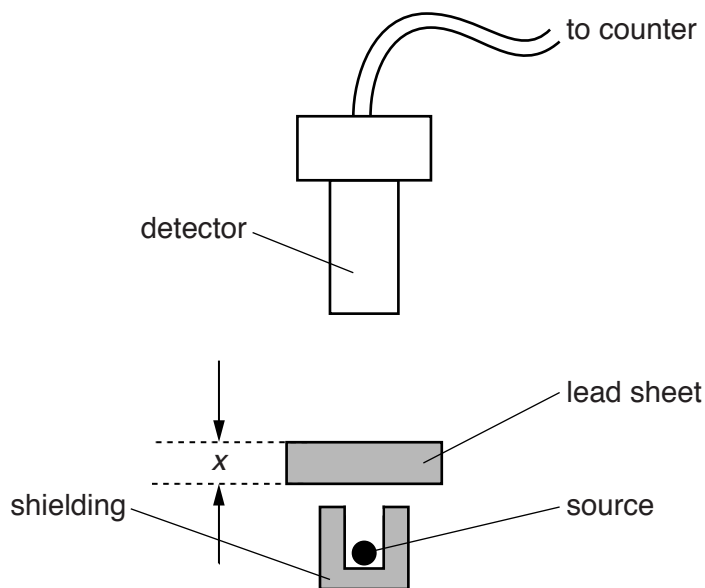 to counter
detector
lead sheet
x
shielding
source